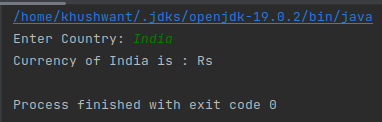 /home/khushwant/.jdks/openjdk-19.0.2/bin/java
Enter Country: India
Currency of India is : Rs
Process finished with exit code 0